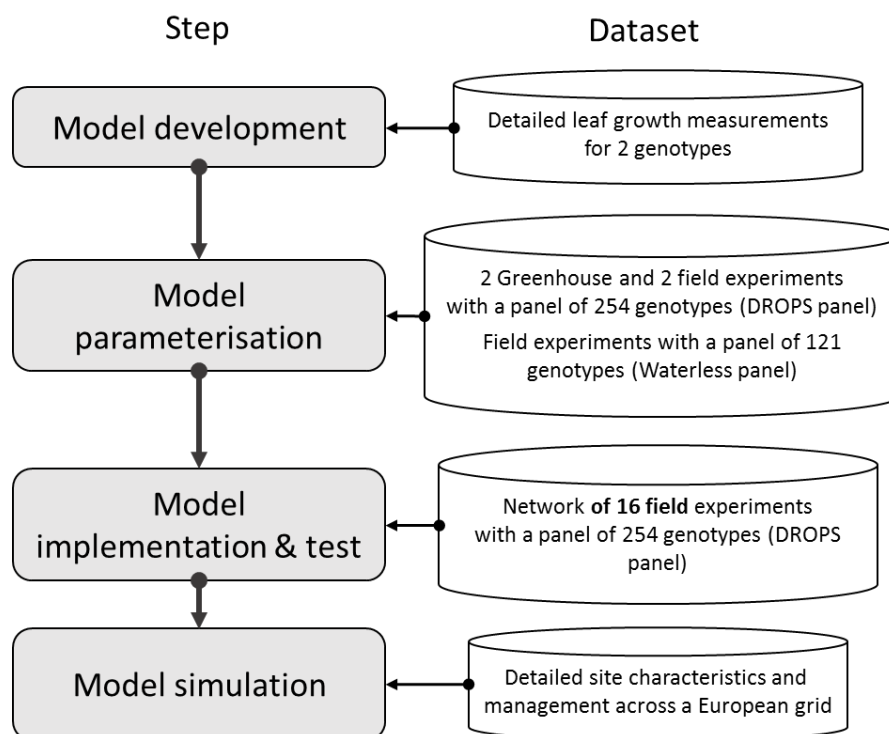 Step
Dataset
Model development
Detailed leaf growth measurements
for 2 genotypes
Model
parameterisation
2 Greenhouse and 2 field experiments
with a panel of 254 genotypes (DROPS panel)
Field experiments with a panel of 121
genotypes (Waterless panel)
Model
implementation & test
Network of 16 field experiments
with a panel of 254 genotypes (DROPS
panel)
Model simulation
Detailed site characteristics and
management across a European grid